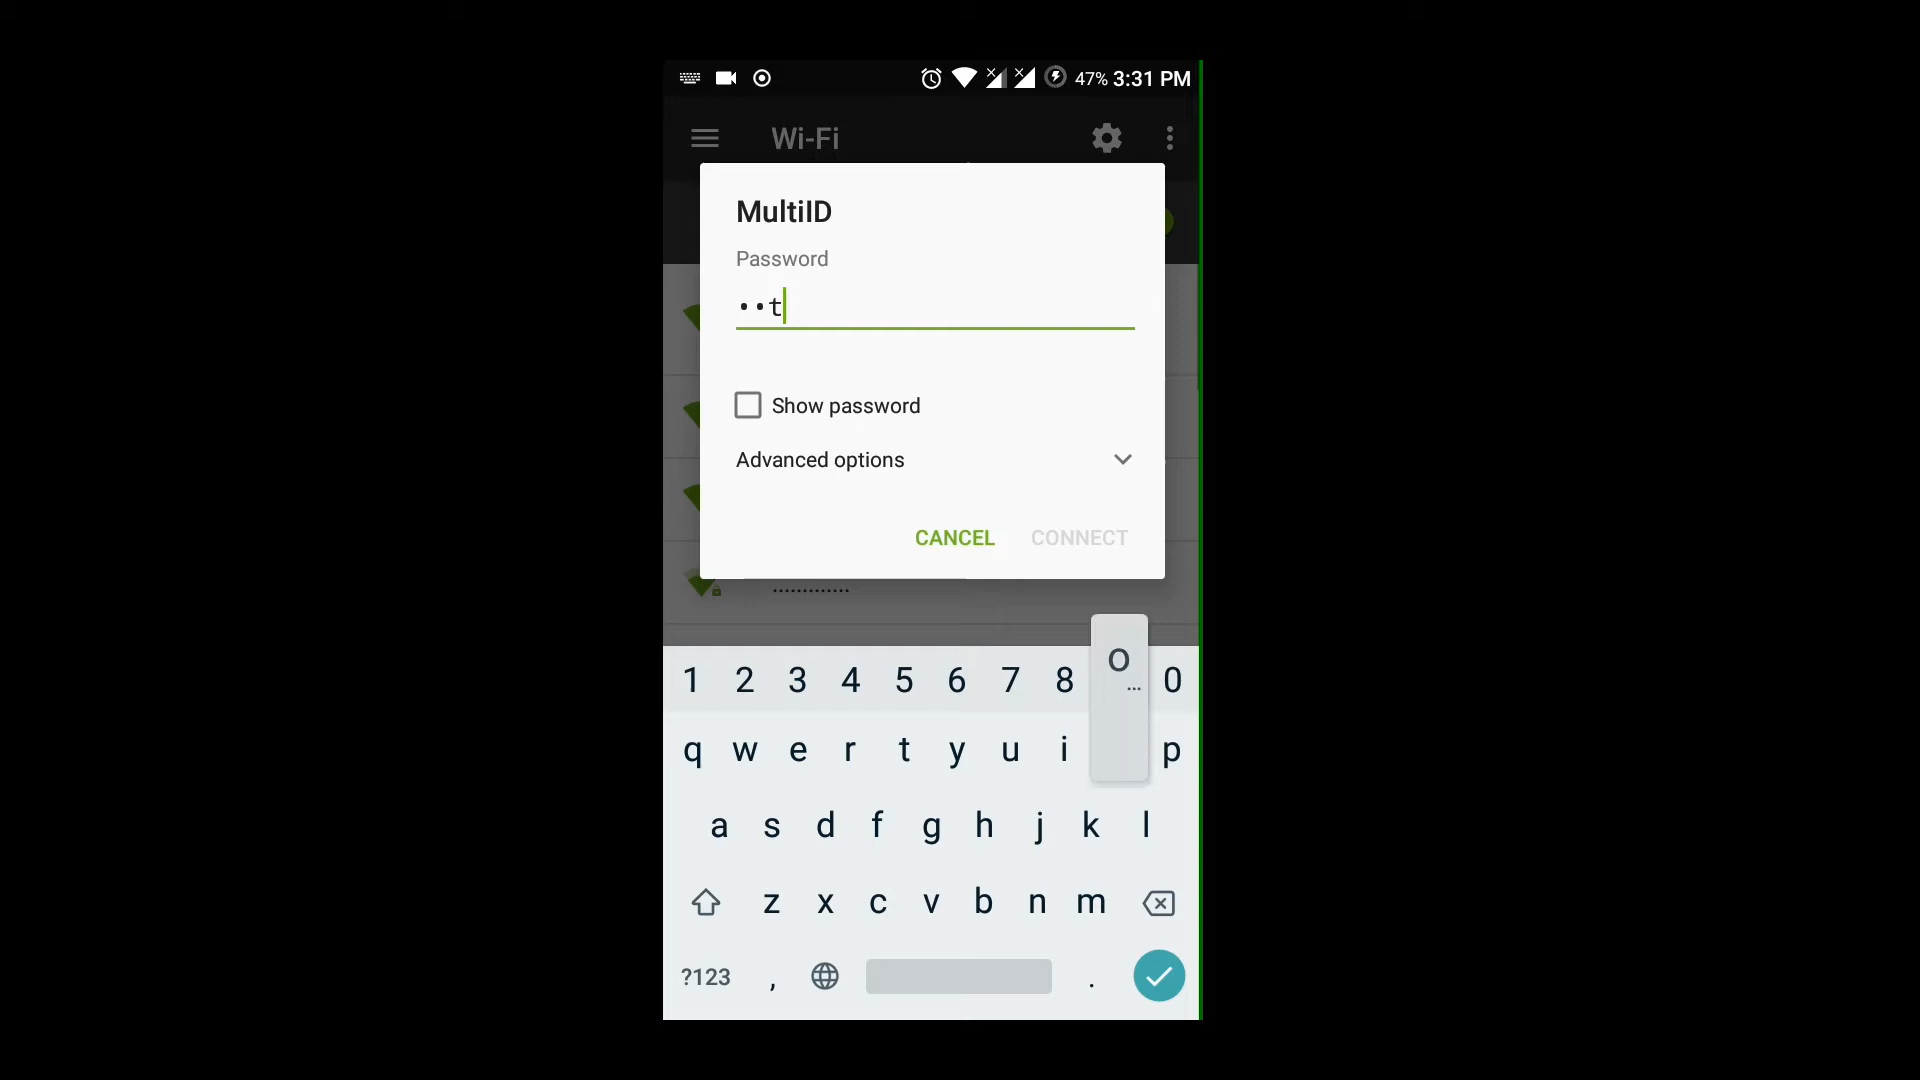 47% 3:31 PM
Wi-Fi
MultiID
Password
••t
Show password
Advanced options
CANCEL CONNECT
.............
1 2 3 4 5 6 7 8 o 0
...
q w e r t y u i p
a s d f g h j k l
z x c v b n m
?123 , .